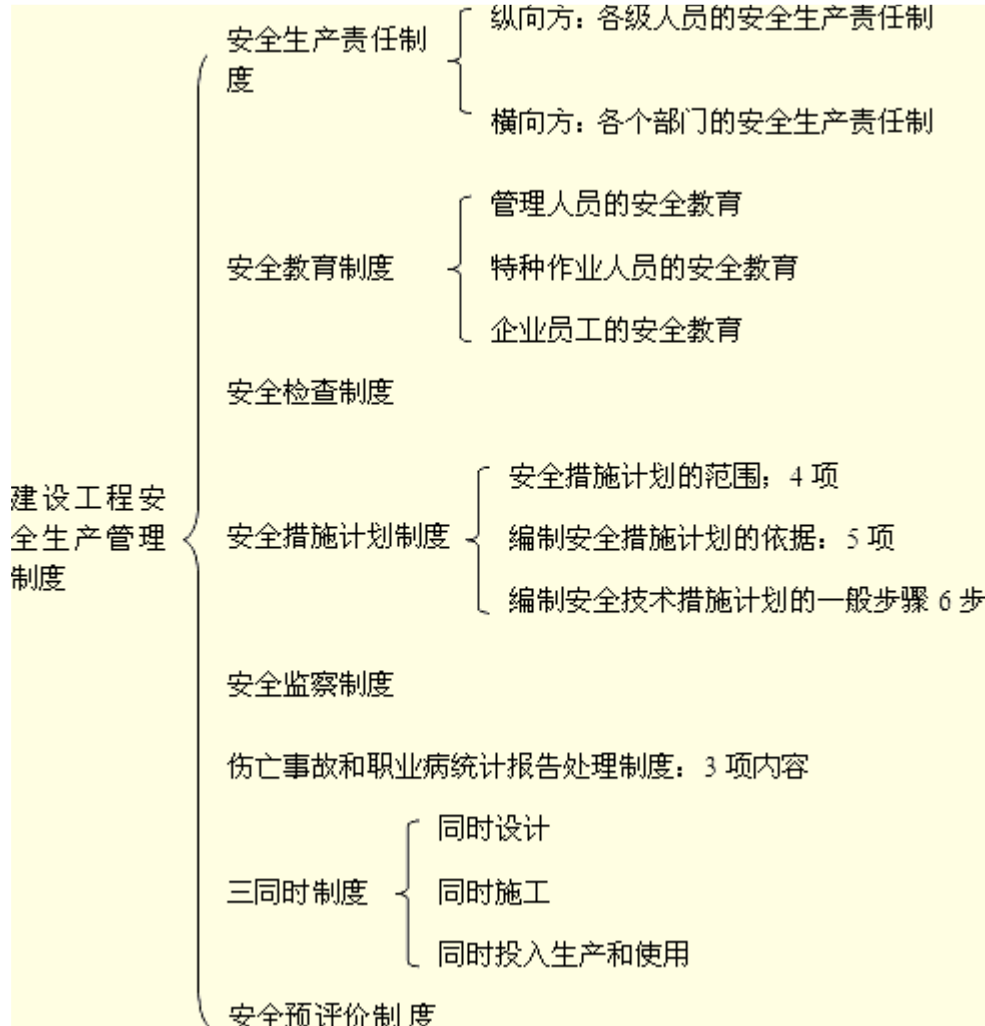 纵向方：各级人员的安全生产责任制
安全生产责任制
度
横向方：各个部门的安全生产责任制
管理人员的安全教育
安全教育制度
特种作业人员的安全教育
企业员工的安全教育
安全检查制度
安全措施计划的范围；4 项
建设工程安
全生产管理
制度
安全措施计划制度
编制安全措施计划的依据：5 项
编制安全技术措施计划的一般步骤 6 步
安全监察制度
伤亡事故和职业病统计报告处理制度：3 项内容
同时设计
三同时制度
同时施工
同时投入生产和使用
安全预评价制 度